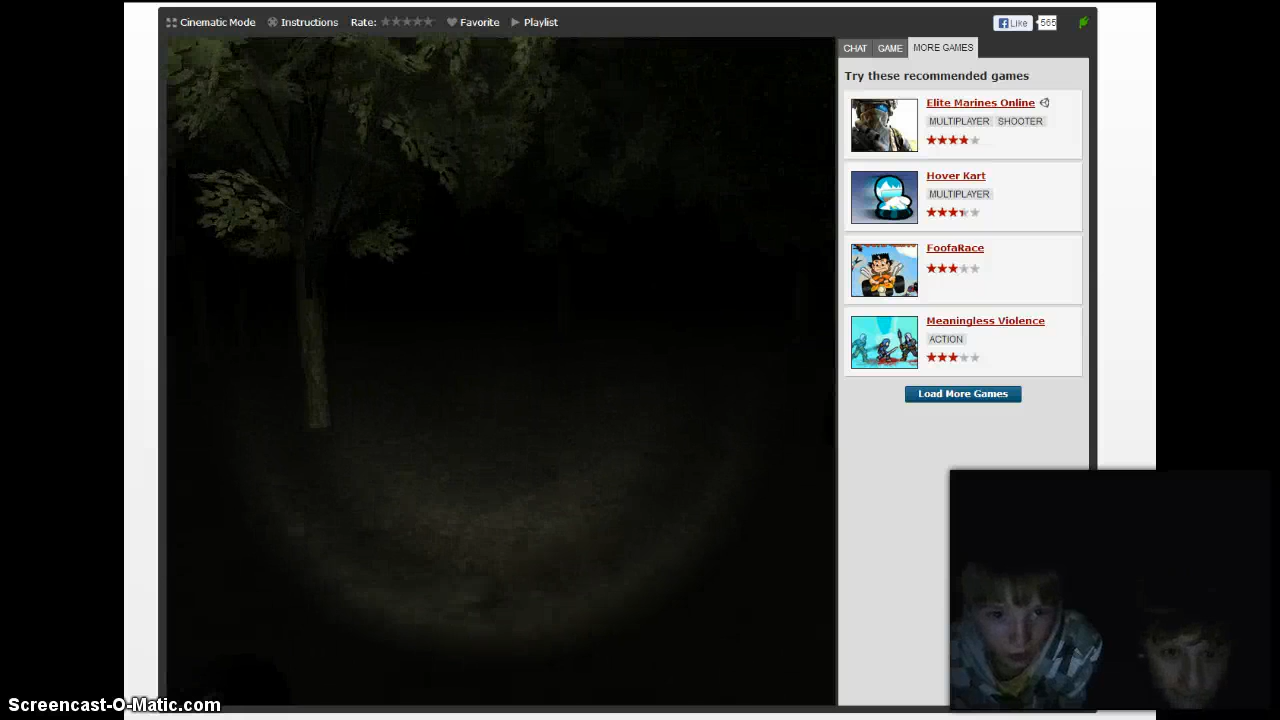 Cinematic Mode Instructions Rate: Favorite Playlist Like 565
CHAT GAME MORE GAMES
Try these recommended games
Elite Marines Online
MULTIPLAYER SHOOTER
Hover Kart
MULTIPLAYER
FoofaRace
Meaningless Violence
ACTION
Load More Games
Screencast-O-Matic.com